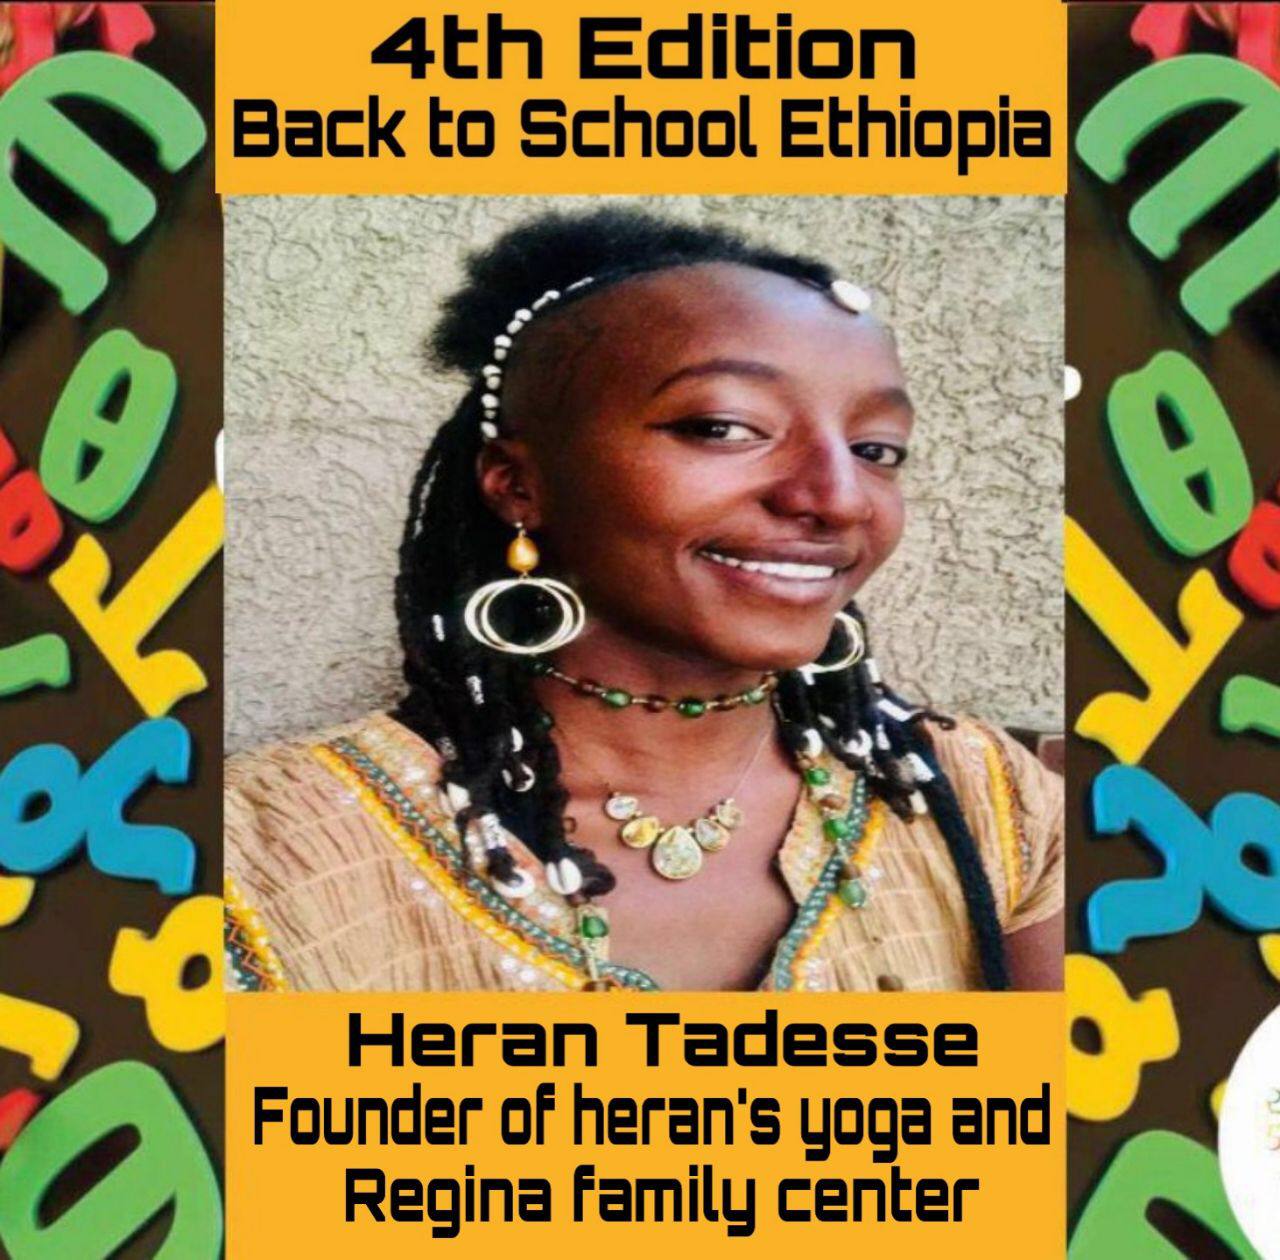 4th Edition
Back to School Ethiopia
Heran Tadesse
Founder of heran's yoga and
Regina family center